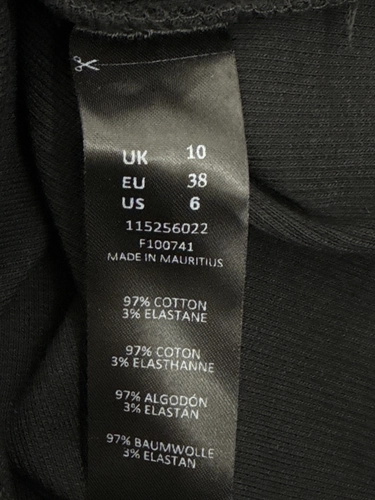 UK 10
EU 38
US 6
115256022
F100741
MADE IN MAURITIUS
97% COTTON
3% ELASTANE
97% COTON
3% ELASTHANNE
97% ALGODÓN
3% ELASTÁN
97% BAUMWOLLE
3% ELASTAN